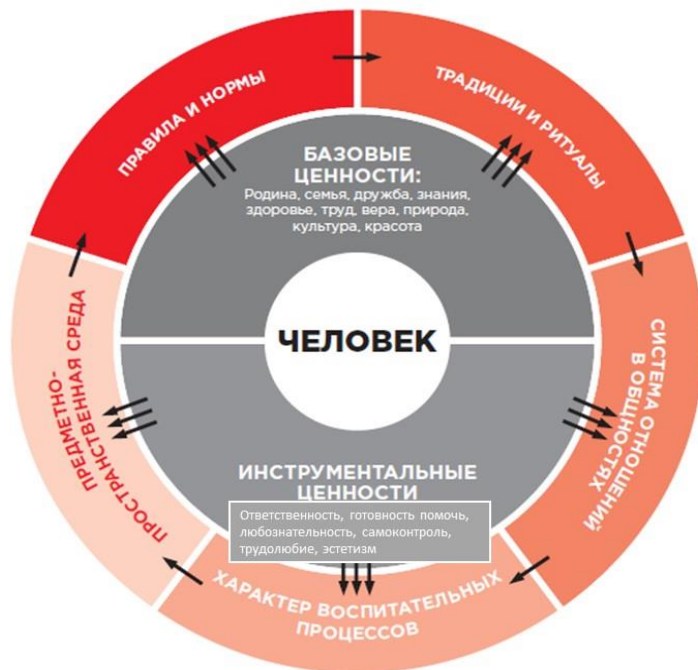 ПРАВИЛА И НОРМЫ
ТРАДИЦИИ И РИТУАЛЫ
БАЗОВЫЕ
ЦЕННОСТИ:
Родина, семья, дружба, знания,
здоровье, труд, вера, природа,
культура, красота
ЧЕЛОВЕК
ПРЕДМЕТНО-
ПРОСТРАНСТВЕННАЯ СРЕДА
СИСТЕМА ОТНОШЕНИЙ
В ОБЩНОСТЯХ
ИНСТРУМЕНТАЛЬНЫЕ
ЦЕННОСТИ
Ответственность, готовность помочь,
любознательность, самоконтроль,
трудолюбие, эстетизм
ХАРАКТЕР ВОСПИТАТЕЛЬНЫХ
ПРОЦЕССОВ